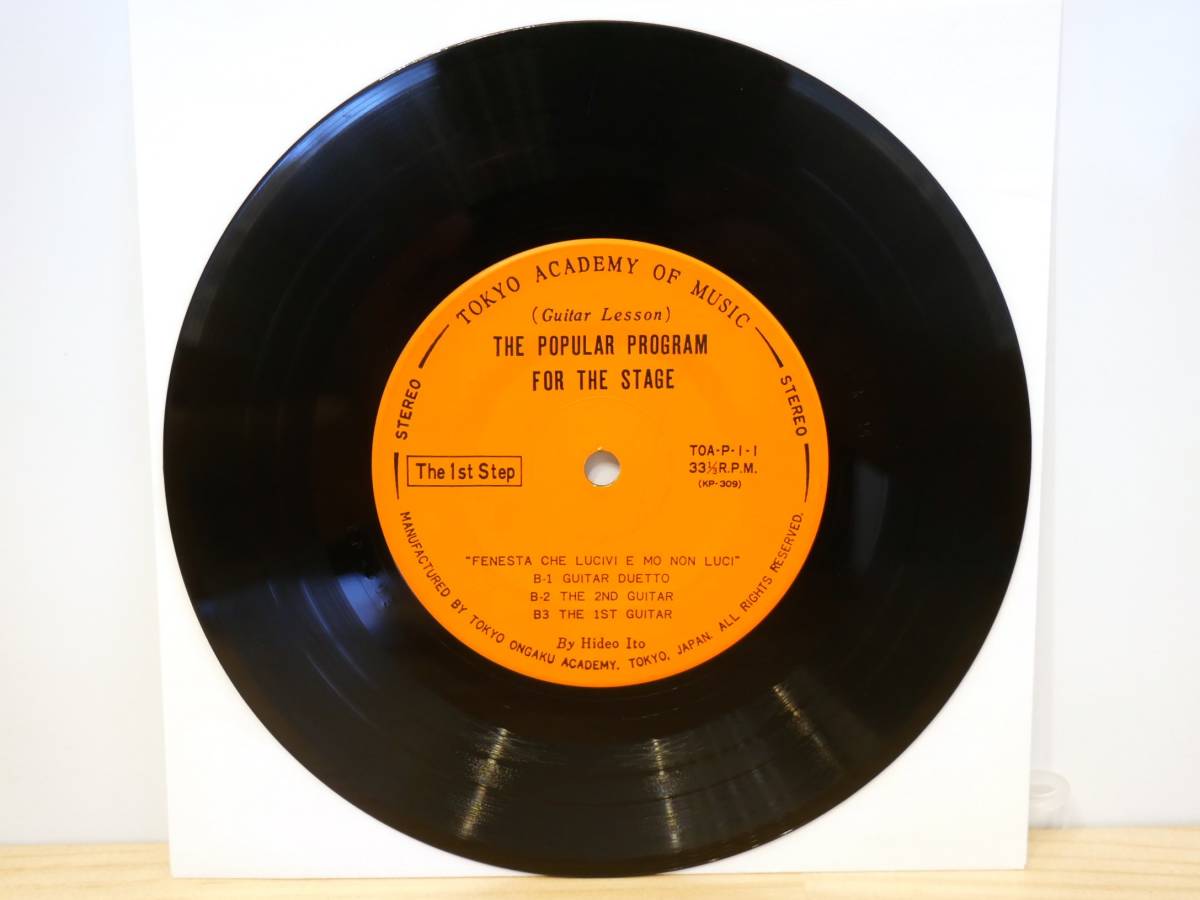 TOKYO ACADEMY OF MUSIC
(Guitar Lesson)
THE POPULAR PROGRAM
FOR THE STAGE
STEREO
STEREO
The 1st Step
TOA-P-1-1
33⅓R.P.M.
(KP-309)
"FENESTA CHE LUCIVI E MO NON LUCI"
B-1 GUITAR DUETTO
B-2 THE 2ND GUITAR
B3 THE 1ST GUITAR
By Hideo Ito
MANUFACTURED BY TOKYO ONGAKU ACADEMY. TOKYO, JAPAN. ALL RIGHTS RESERVED.